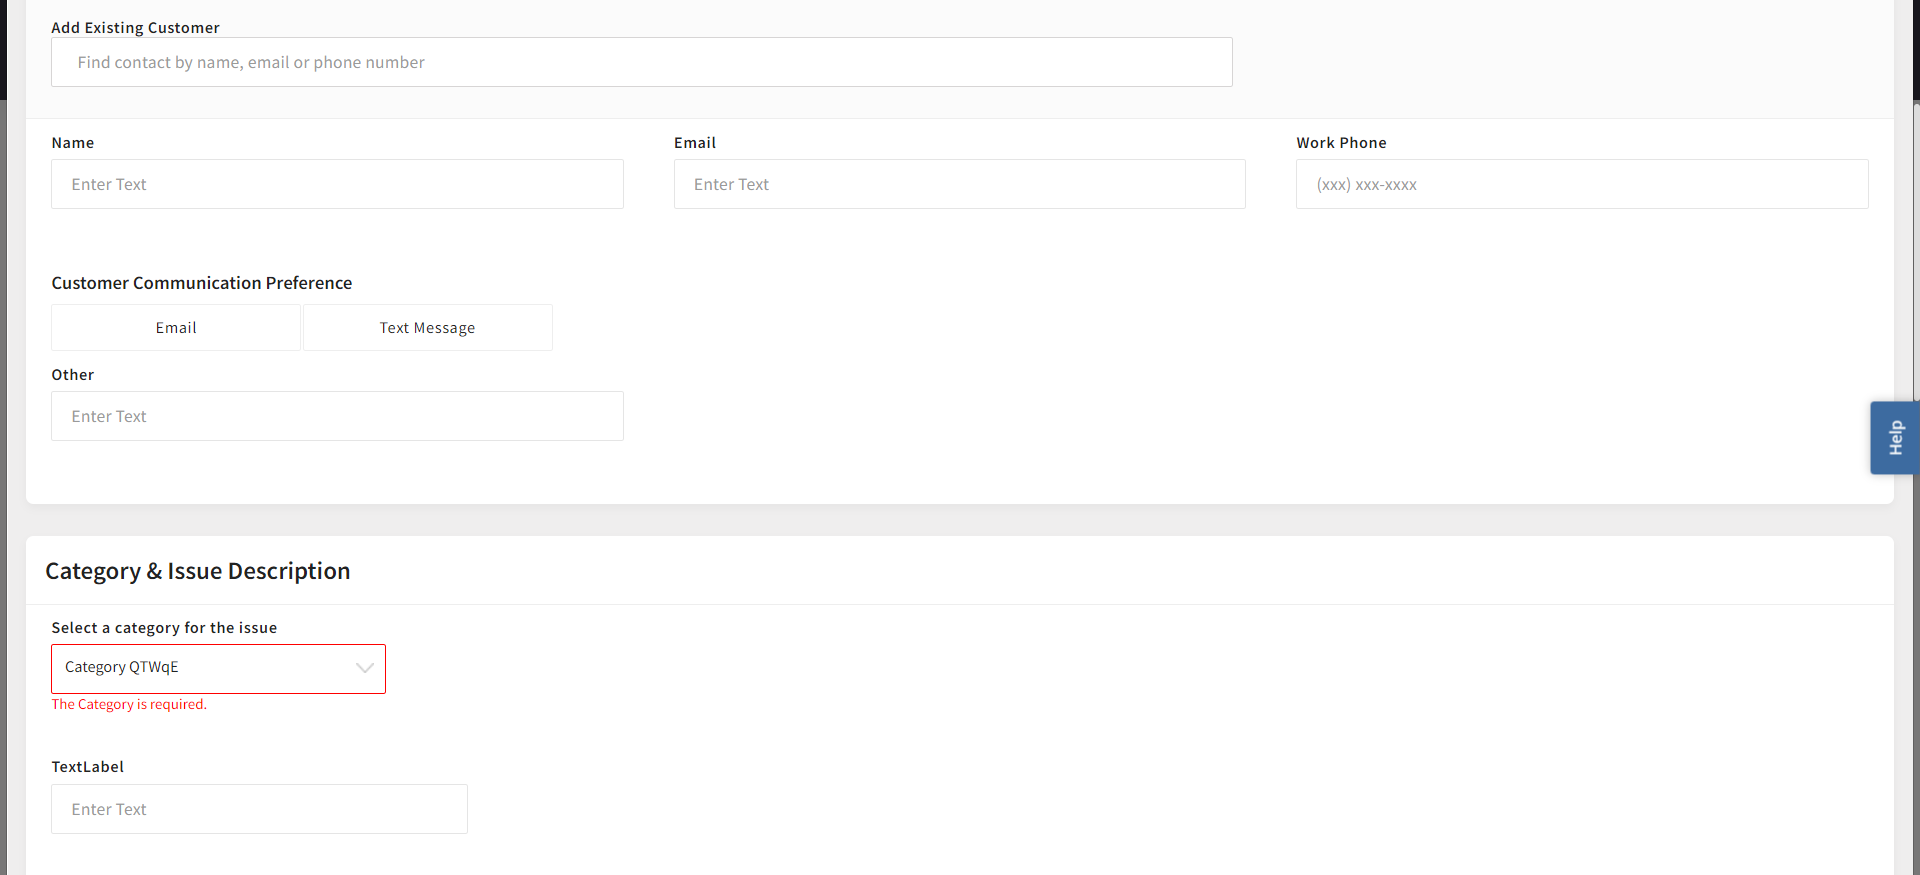 Add Existing Customer
Find contact by name, email or phone number
Name
Email
Work Phone
Enter Text
Enter Text
(xxx) xxx-xxxx
Customer Communication Preference
Email
Text Message
Other
Enter Text
Help
Category & Issue Description
Select a category for the issue
Category QTWqE
The Category is required.
TextLabel
Enter Text